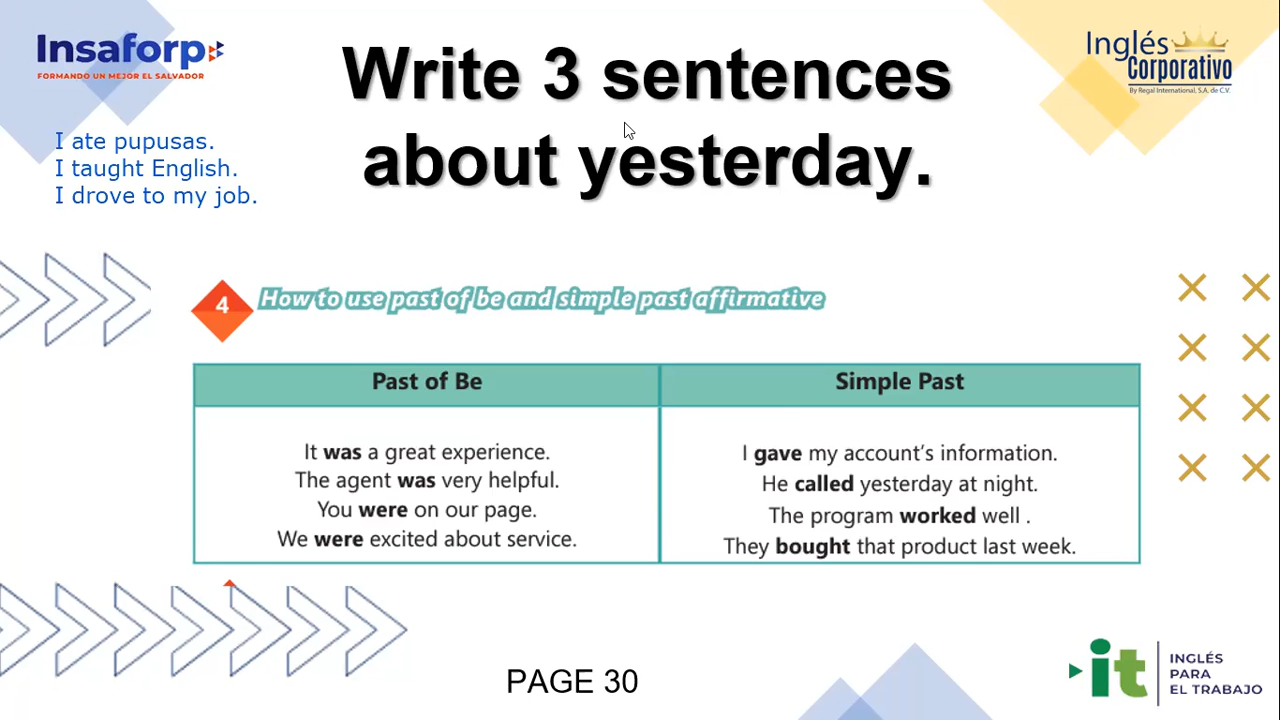 Insaforp
FORMANDO UN MEJOR EL SALVADOR
Write 3 sentences
about yesterday.
Inglés
Corporativo
By Regal International, S.A. de C.V.
I ate pupusas.
I taught English.
I drove to my job.
4 How to use past of be and simple past affirmative
Past of Be
It was a great experience.
The agent was very helpful.
You were on our page.
We were excited about service.
Simple Past
I gave my account's information.
He called yesterday at night.
The program worked well .
They bought that product last week.
PAGE 30
it
INGLÉS
PARA
EL TRABAJO